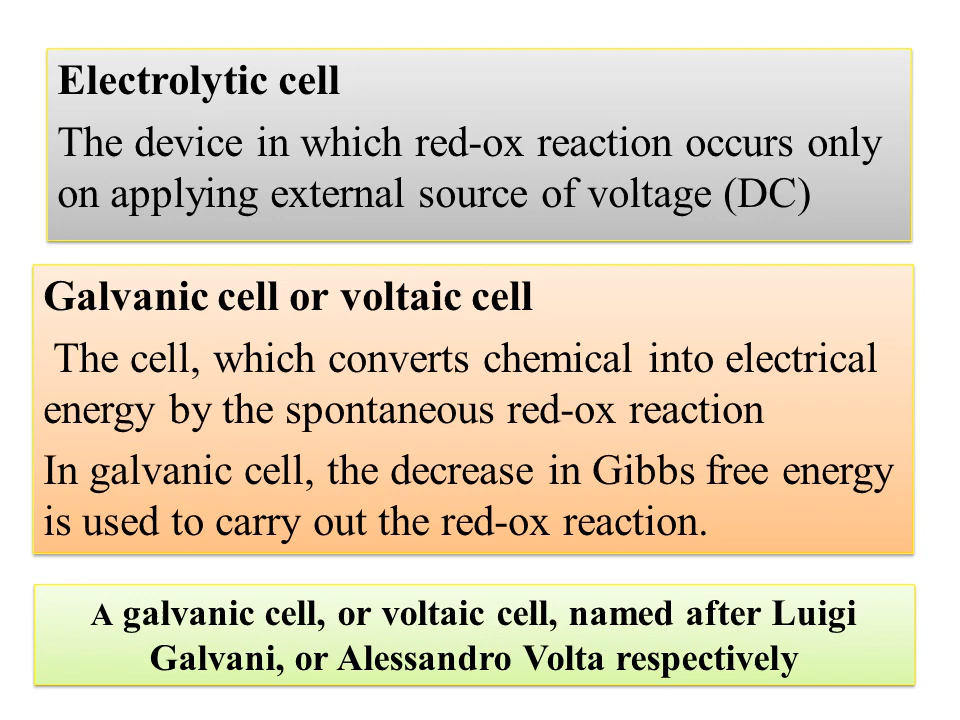 Electrolytic cell
The device in which red-ox reaction occurs only
on applying external source of voltage (DC)
Galvanic cell or voltaic cell
The cell, which converts chemical into electrical
energy by the spontaneous red-ox reaction
In galvanic cell, the decrease in Gibbs free energy
is used to carry out the red-ox reaction.
A galvanic cell, or voltaic cell, named after Luigi
Galvani, or Alessandro Volta respectively